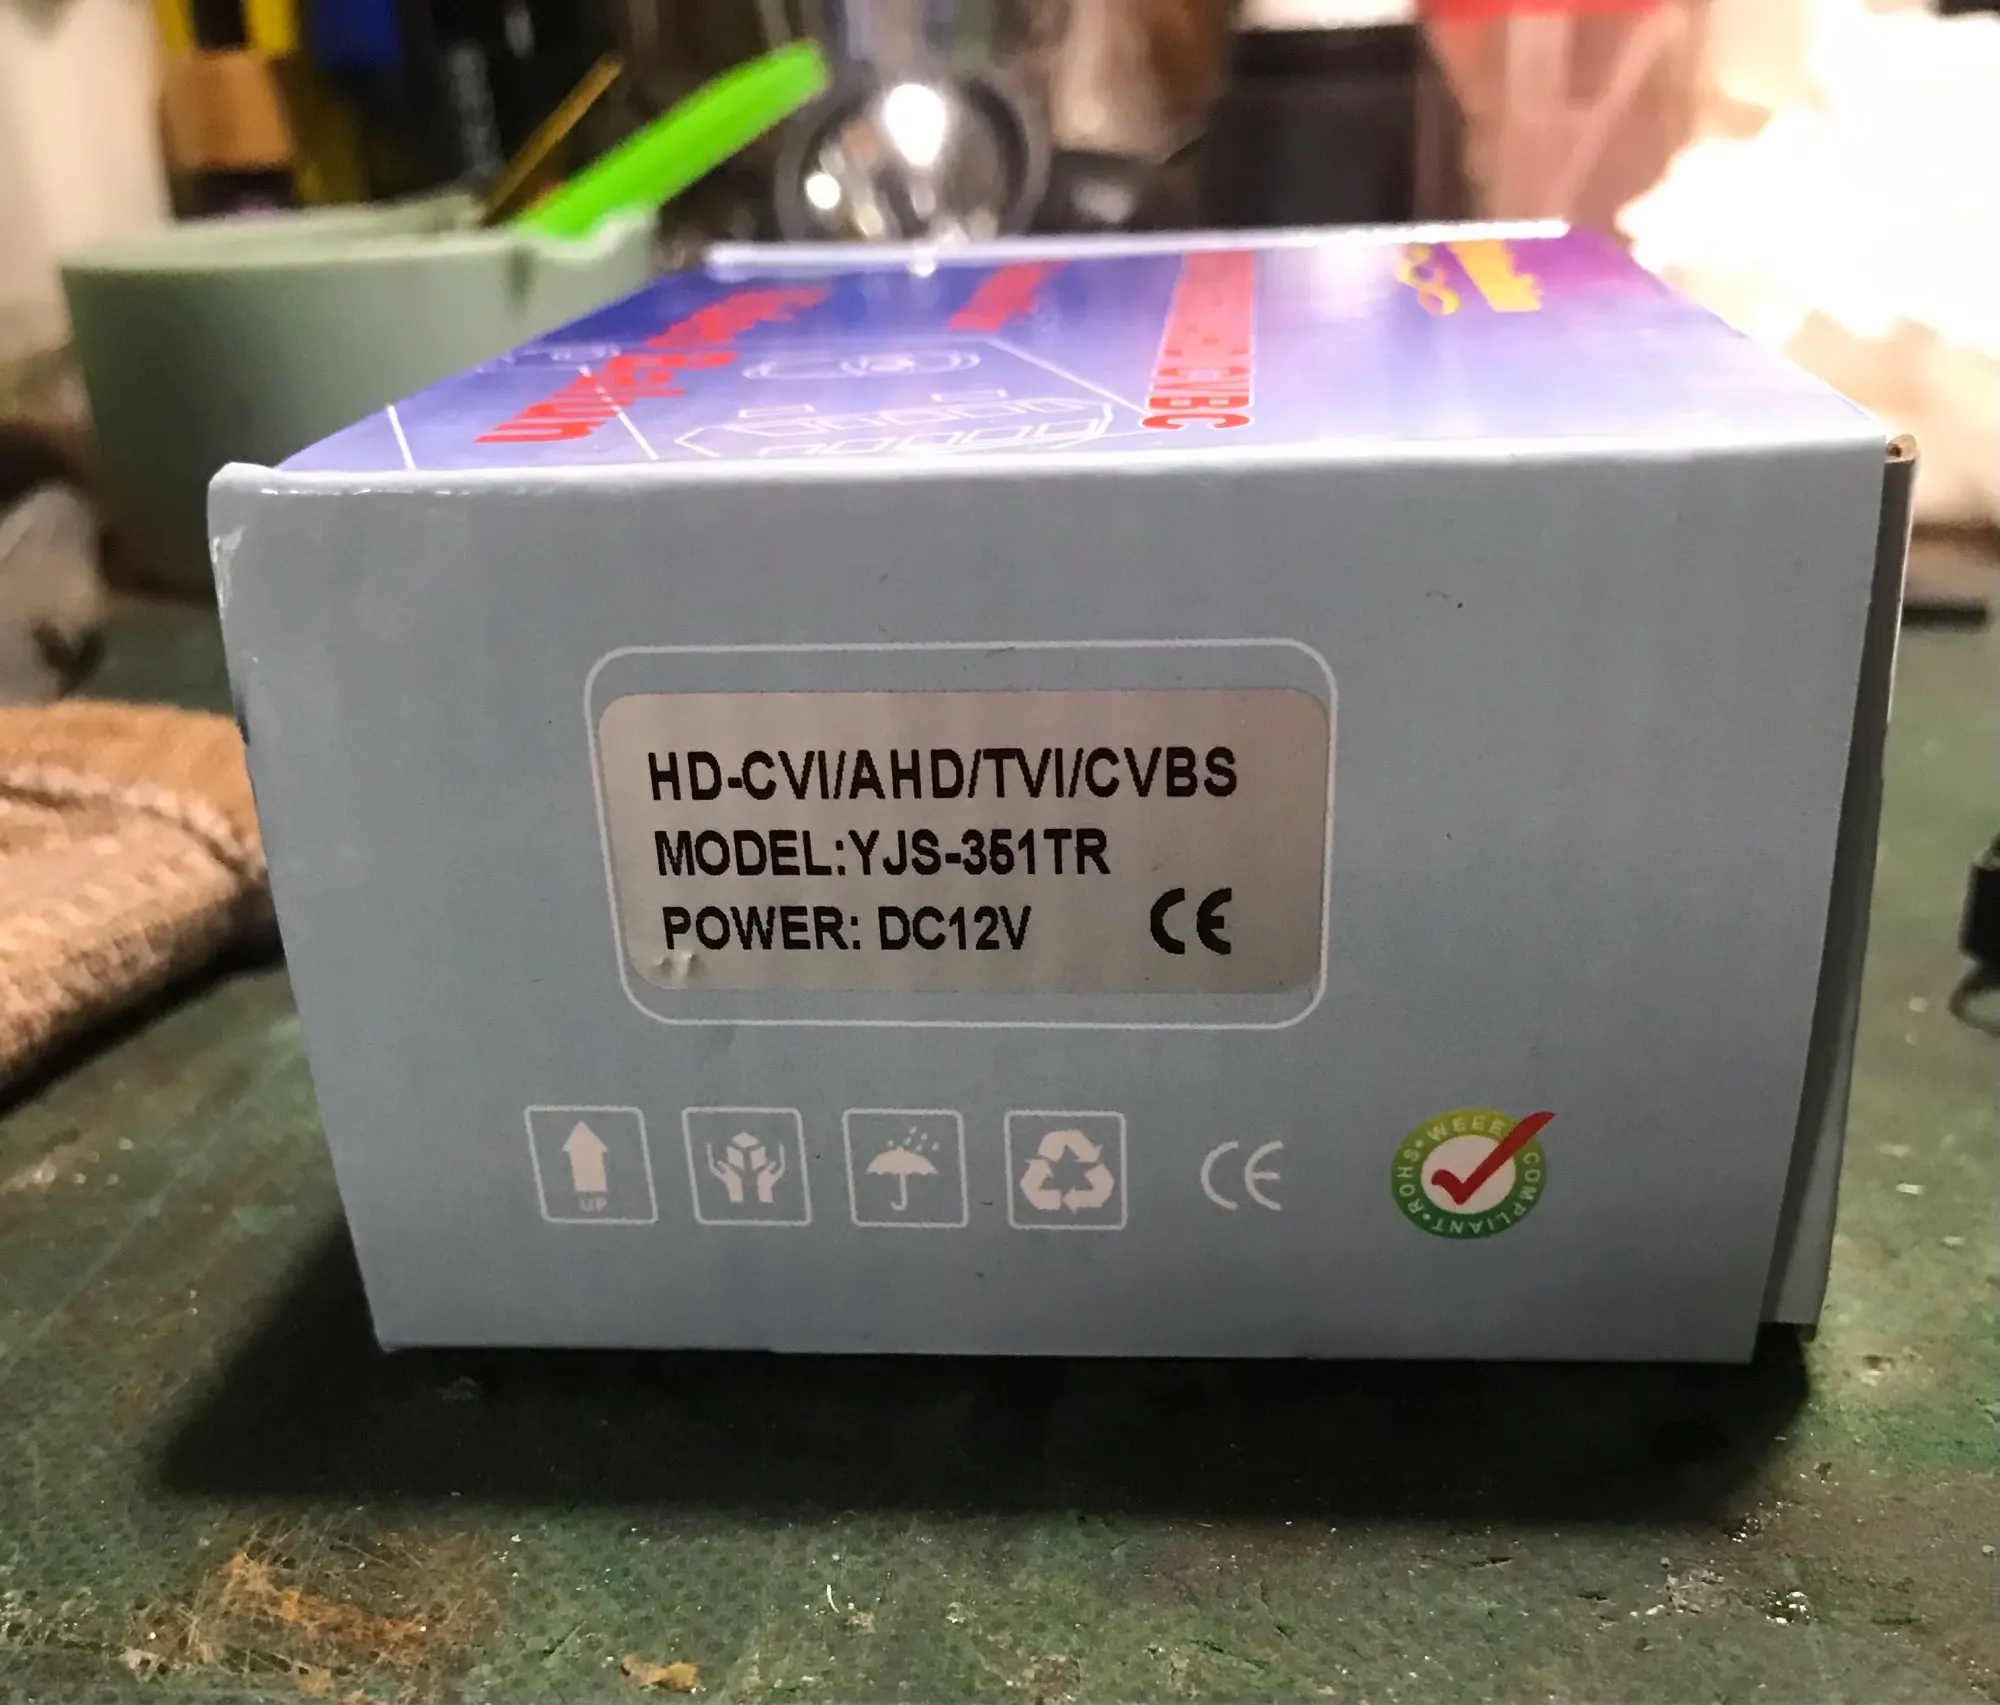 HD-CVI/AHD/TVI/CVBS
MODEL:YJS-351TR
POWER: DC12V CE
UP
CE
ROHS • WEEE COMPLIANT •